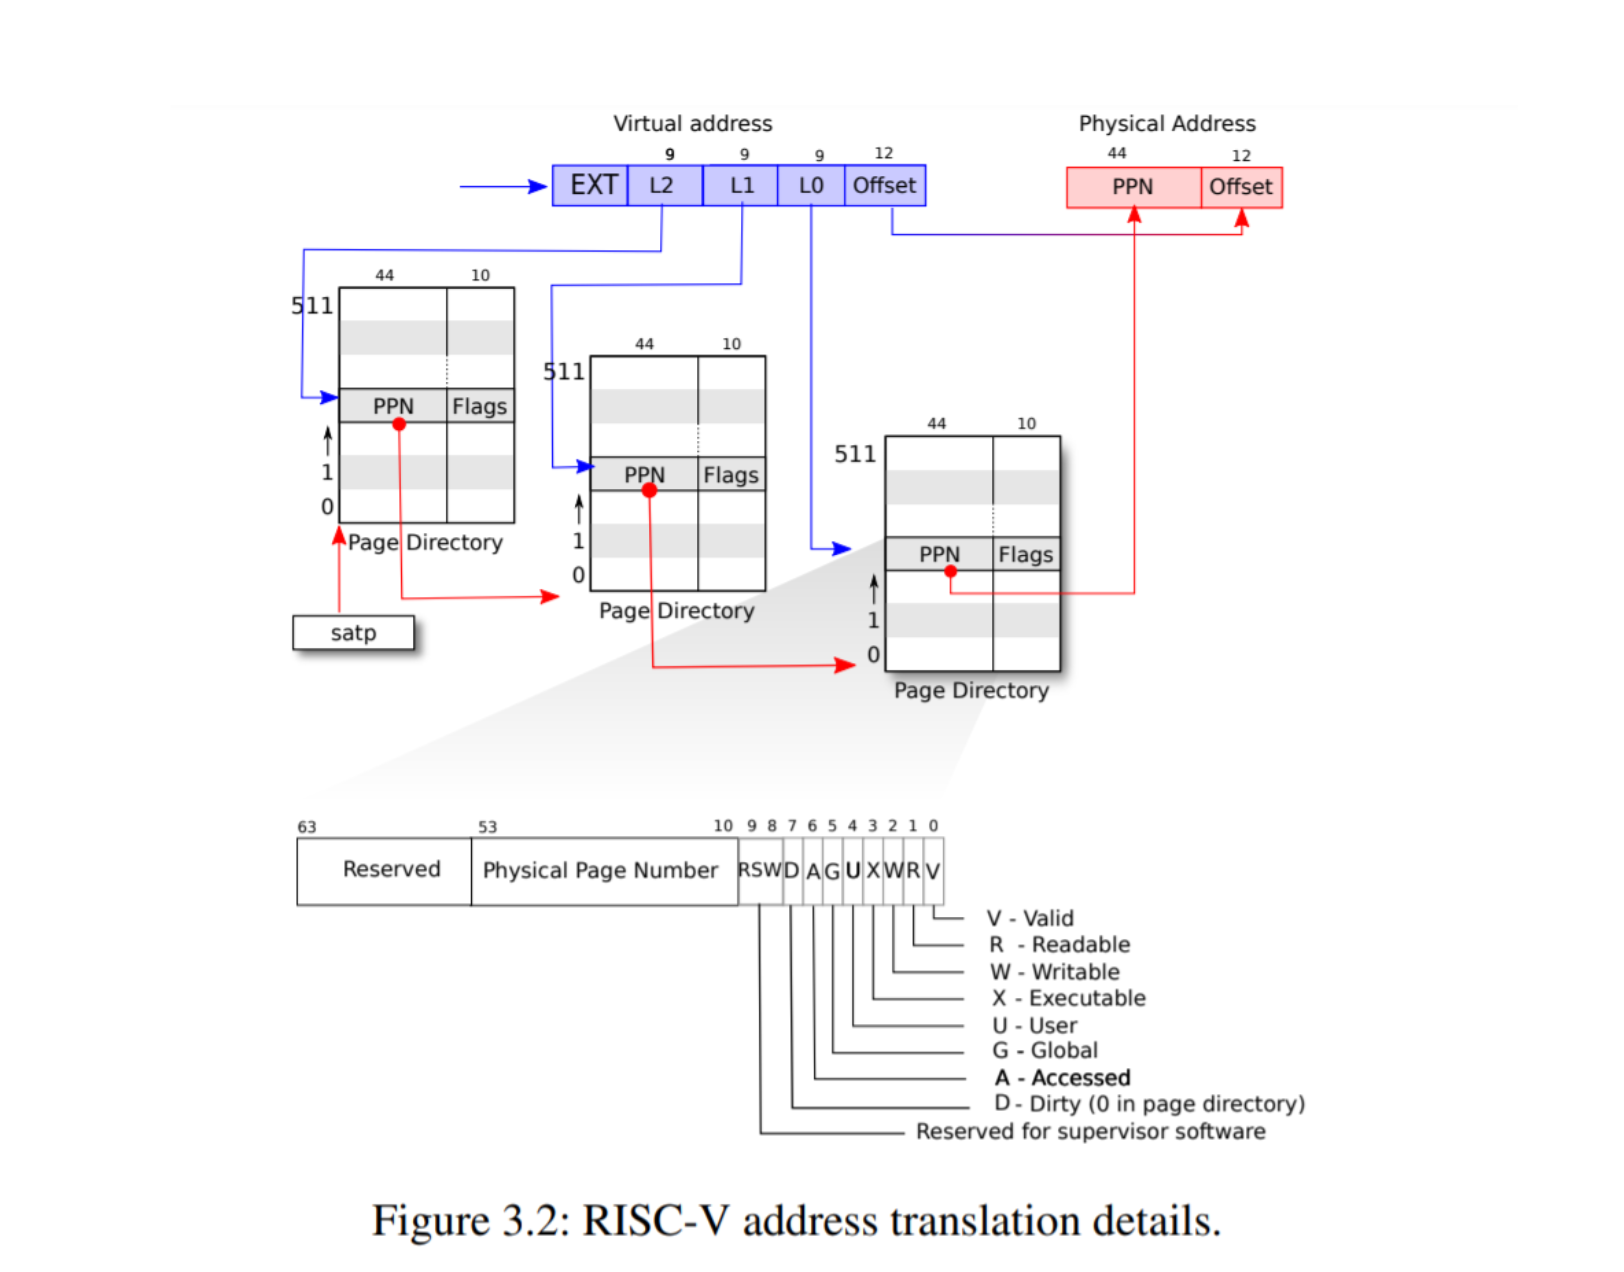 Virtual address
Physical Address
9 9 9 12
44 12
EXT L2 L1 L0 Offset
PPN Offset
44 10
511
PPN Flags
1
0
Page Directory
satp
44 10
511
PPN Flags
1
0
Page Directory
44 10
511
PPN Flags
1
0
Page Directory
63 53 10 9 8 7 6 5 4 3 2 1 0
Reserved Physical Page Number RSW D A G U X W R V
V - Valid
R - Readable
W - Writable
X - Executable
U - User
G - Global
A - Accessed
D - Dirty (0 in page directory)
Reserved for supervisor software
Figure 3.2: RISC-V address translation details.